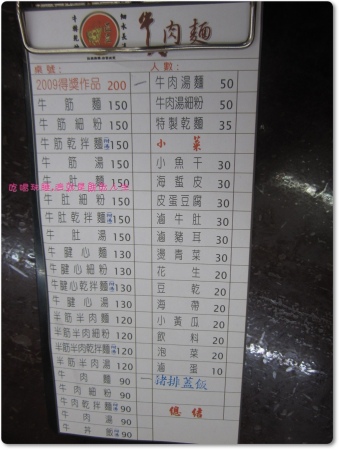 牛肉麵
桌號：
人數：
2009得獎作品 200
牛筋麵 150
牛筋細粉 150
牛筋乾拌麵 150
牛筋湯 150
牛肚麵 150
牛肚細粉 150
牛肚乾拌麵 150
牛肚湯 150
牛腱心麵 130
牛腱心細粉 130
牛腱心乾拌麵 130
牛腱心湯 130
半筋半肉麵 120
半筋半肉細粉 120
半筋半肉乾拌麵 120
半筋半肉湯 120
牛肉麵 90
牛肉細粉 90
牛肉乾拌麵 90
牛肉湯 90
牛丼飯 90
牛肉湯麵 50
牛肉湯細粉 50
特製乾麵 35
小菜
小魚干 30
海蜇皮 30
皮蛋豆腐 30
滷牛肚 30
滷豬耳 30
燙青菜 30
花生 20
豆乾 20
海帶 20
小黃瓜 20
飲料 20
泡菜 20
滷蛋 10
豬排蓋飯
總結